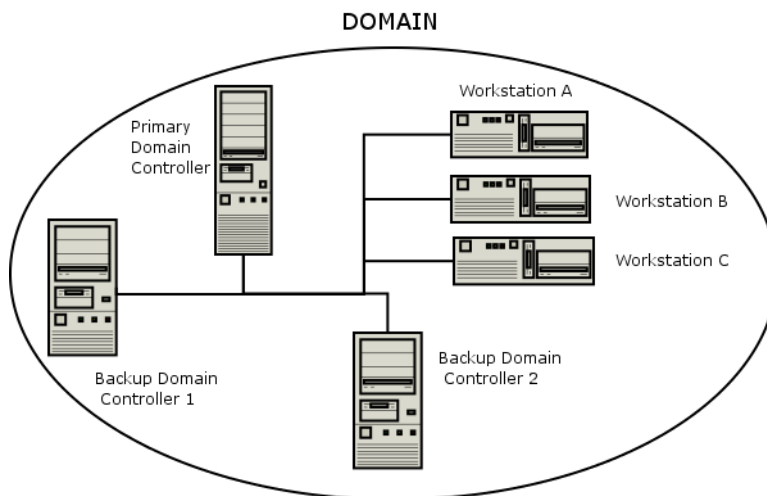 DOMAIN
Workstation A
Primary
Domain
Controller
Workstation B
Workstation C
Backup Domain
Controller 2
Backup Domain
Controller 1